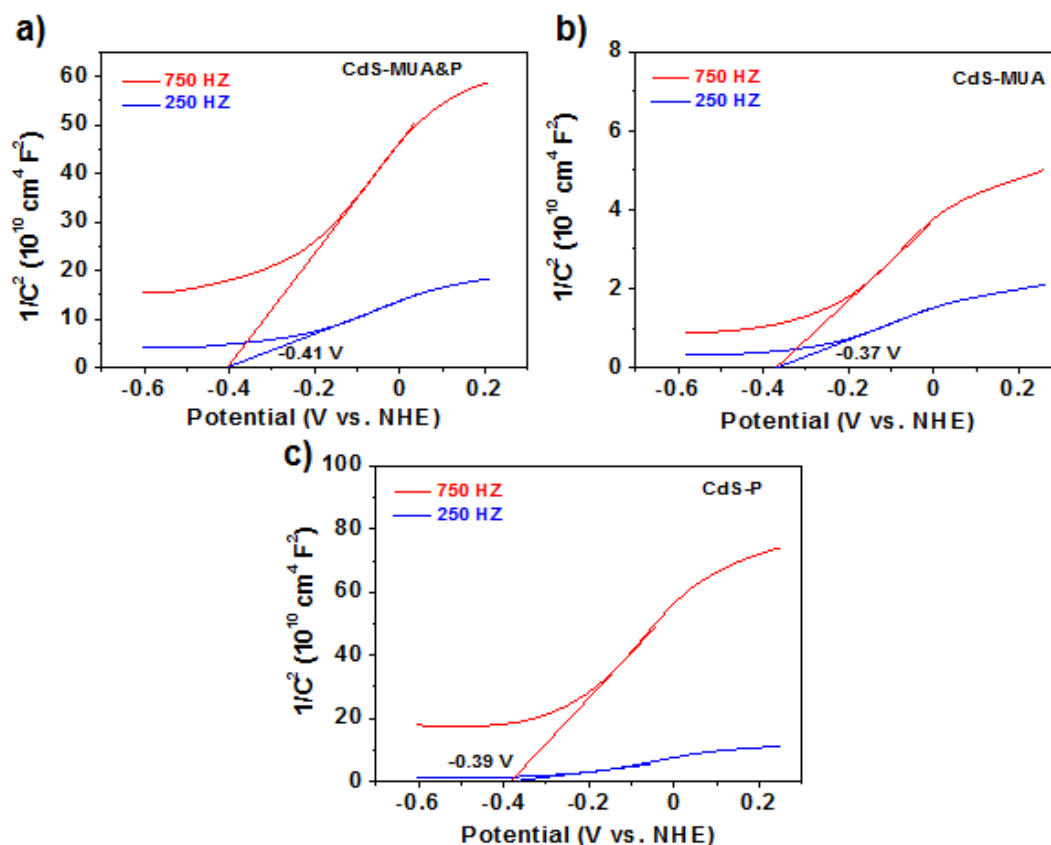 a)
CdS-MUA&P
750 HZ
250 HZ
60
50
40
30
20
10
0
1/C² (10¹⁰ cm⁴ F²)
-0.41 V
-0.6 -0.4 -0.2 0 0.2
Potential (V vs. NHE)
b)
CdS-MUA
750 HZ
250 HZ
8
6
4
2
0
1/C² (10¹⁰ cm⁴ F²)
-0.37 V
-0.6 -0.4 -0.2 0 0.2
Potential (V vs. NHE)
c)
CdS-P
750 HZ
250 HZ
100
80
60
40
20
0
1/C² (10¹⁰ cm⁴ F²)
-0.39 V
-0.6 -0.4 -0.2 0 0.2
Potential (V vs. NHE)